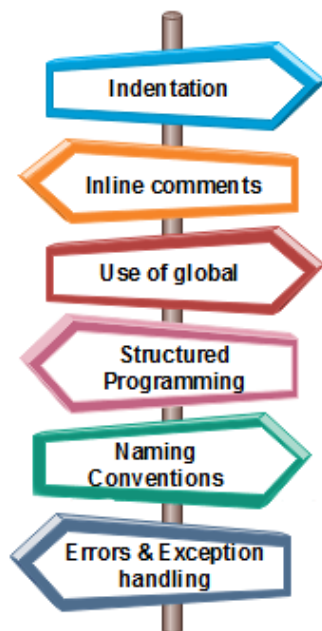 Indentation
Inline comments
Use of global
Structured
Programming
Naming
Conventions
Errors & Exception
handling